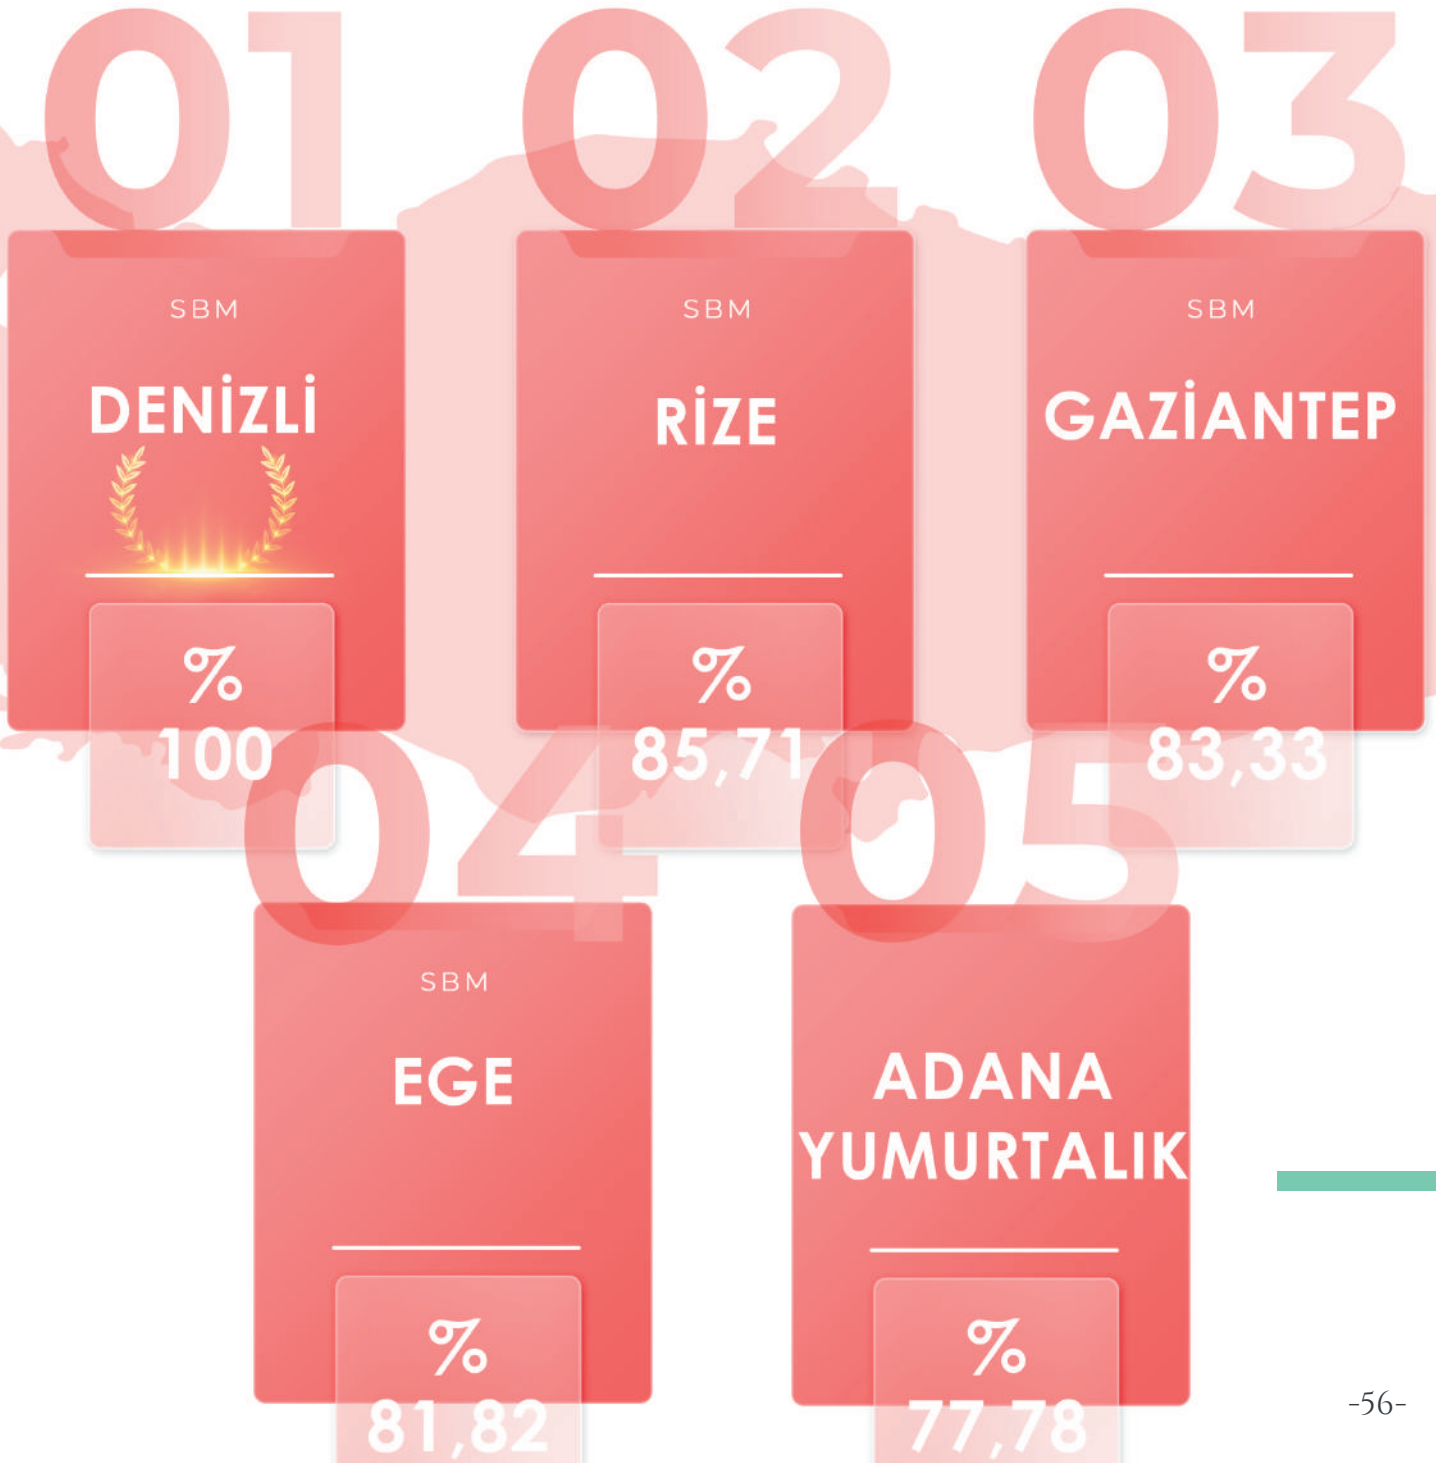 01
SBM
DENİZLİ
%
100
02
SBM
RİZE
%
85,71
03
SBM
GAZİANTEP
%
83,33
04
SBM
EGE
%
81,82
05
ADANA
YUMURTALIK
%
77,78
-56-